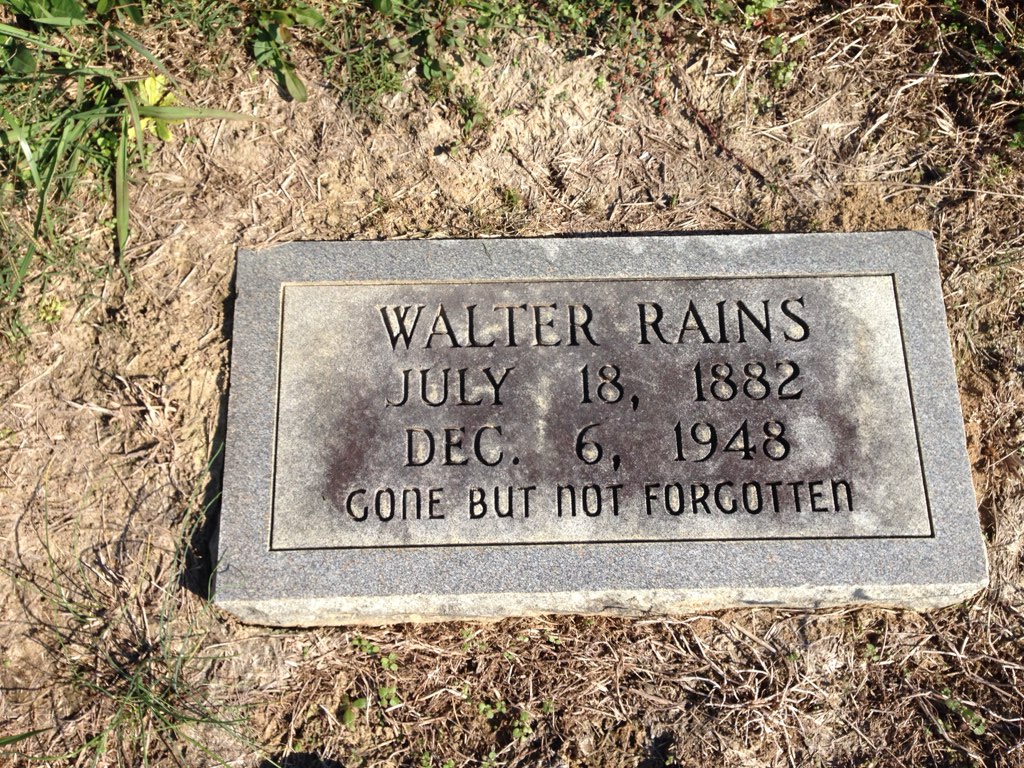 WALTER RAINS
JULY 18, 1882
DEC. 6, 1948
GONE BUT NOT FORGOTTEN